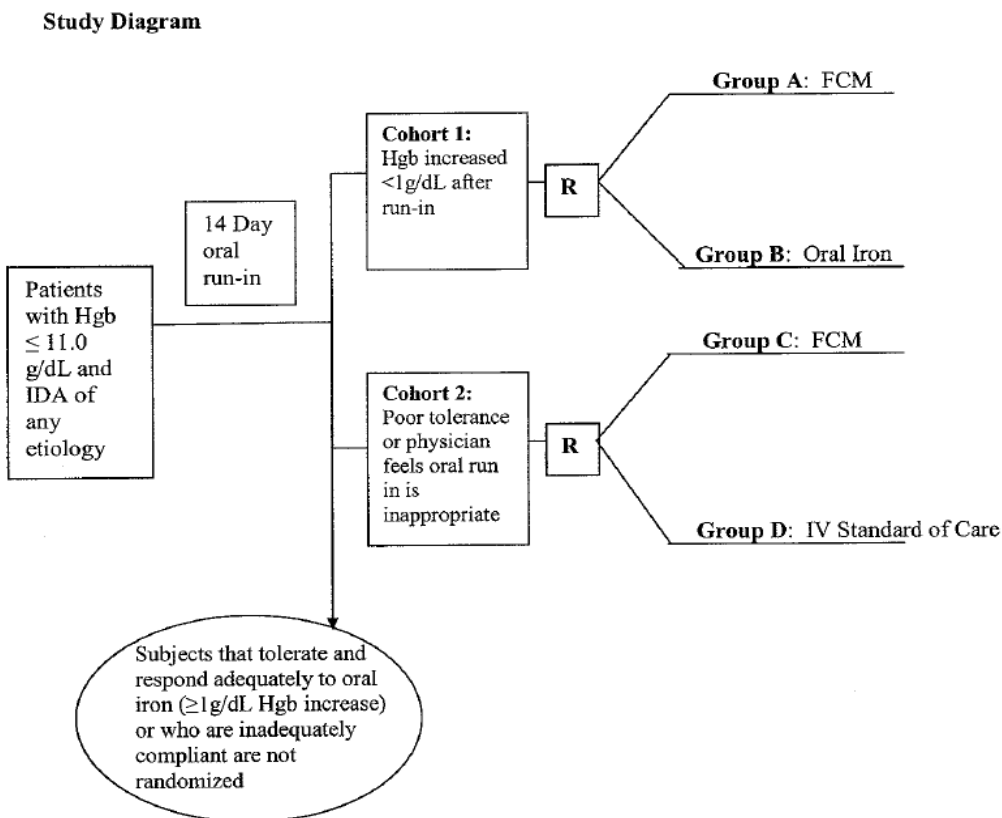 Study Diagram
Patients
with Hgb
≤ 11.0
g/dL and
IDA of
any
etiology
14 Day
oral
run-in
Cohort 1:
Hgb increased
<1g/dL after
run-in
R
Group A: FCM
Group B: Oral Iron
Cohort 2:
Poor tolerance
or physician
feels oral run
in is
inappropriate
R
Group C: FCM
Group D: IV Standard of Care
Subjects that tolerate and
respond adequately to oral
iron (≥1g/dL Hgb increase)
or who are inadequately
compliant are not
randomized